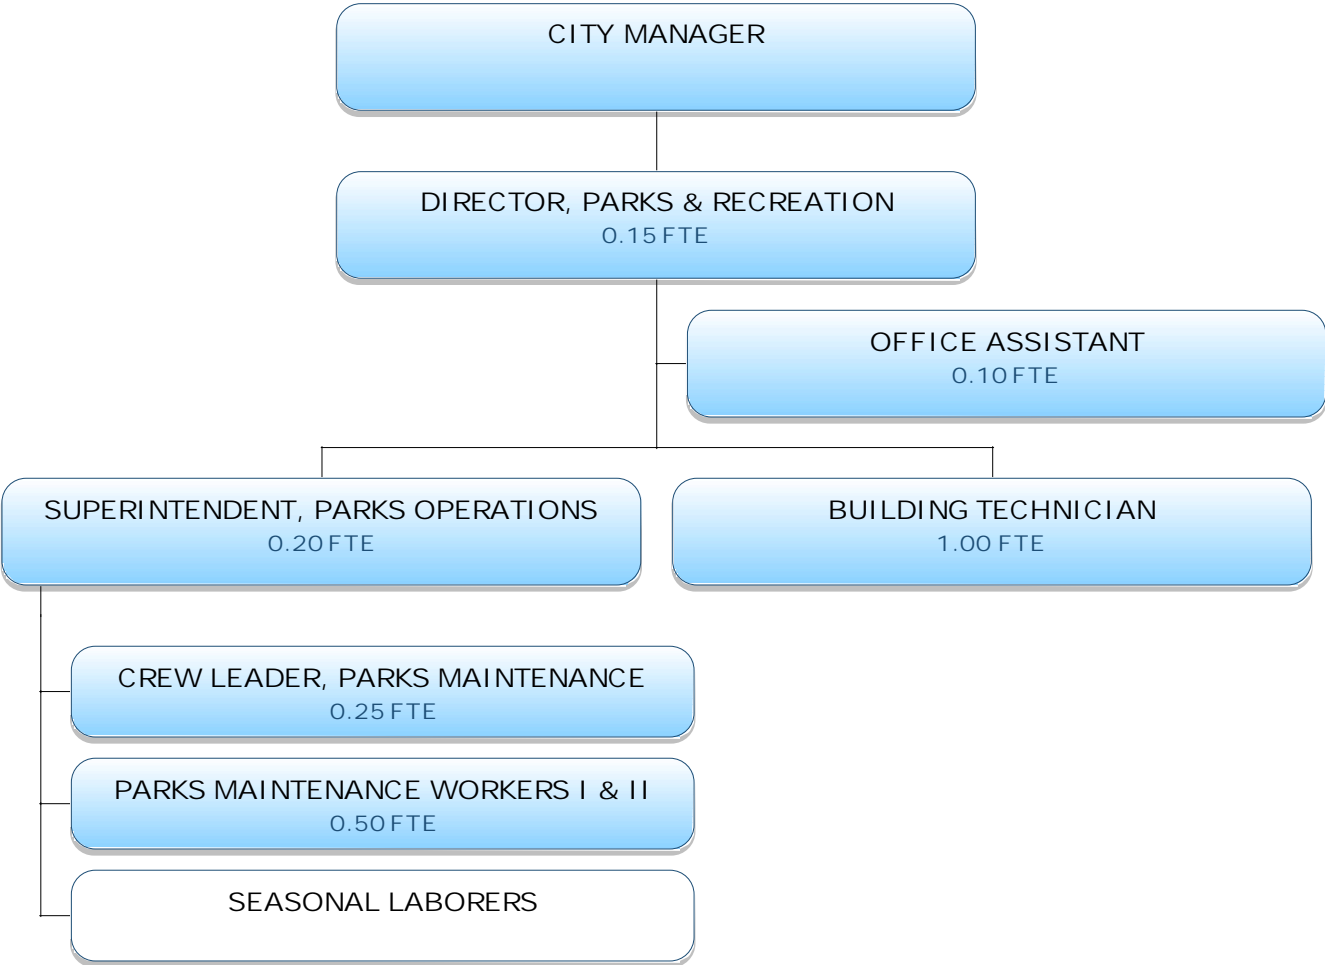 CITY MANAGER
DIRECTOR, PARKS & RECREATION
0.15 FTE
OFFICE ASSISTANT
0.10 FTE
SUPERINTENDENT, PARKS OPERATIONS
0.20 FTE
BUILDING TECHNICIAN
1.00 FTE
CREW LEADER, PARKS MAINTENANCE
0.25 FTE
PARKS MAINTENANCE WORKERS I & II
0.50 FTE
SEASONAL LABORERS